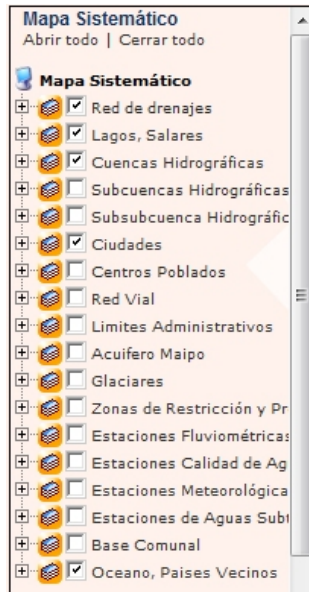 Mapa Sistemático
Abrir todo | Cerrar todo
Mapa Sistemático
Red de drenajes
Lagos, Salares
Cuencas Hidrográficas
Subcuencas Hidrográficas
Subsubcuenca Hidrográfic
Ciudades
Centros Poblados
Red Vial
Limites Administrativos
Acuifero Maipo
Glaciares
Zonas de Restricción y Pr
Estaciones Fluviométricas
Estaciones Calidad de Ag
Estaciones Meteorológica
Estaciones de Aguas Subt
Base Comunal
Oceano, Paises Vecinos